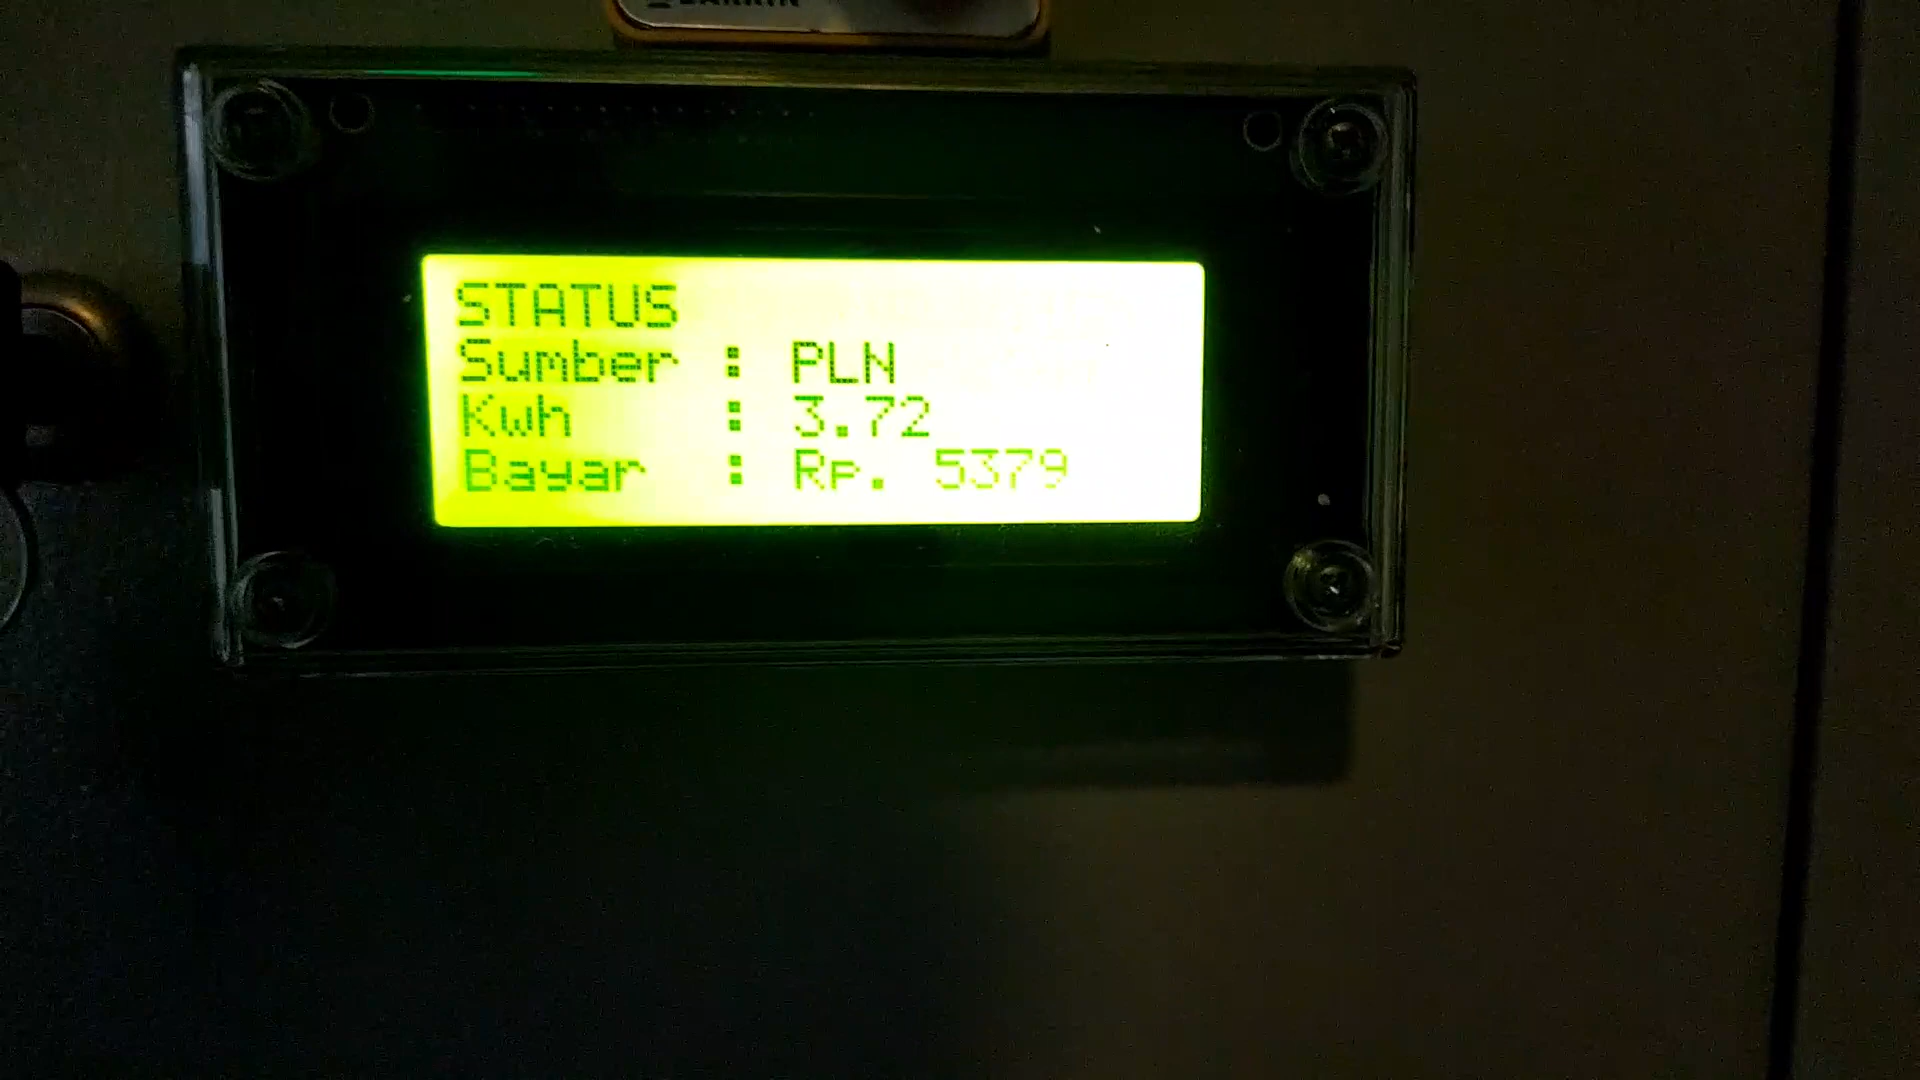 STATUS
Sumber : PLN
Kwh : 3.72
Bayar : Rp. 5379